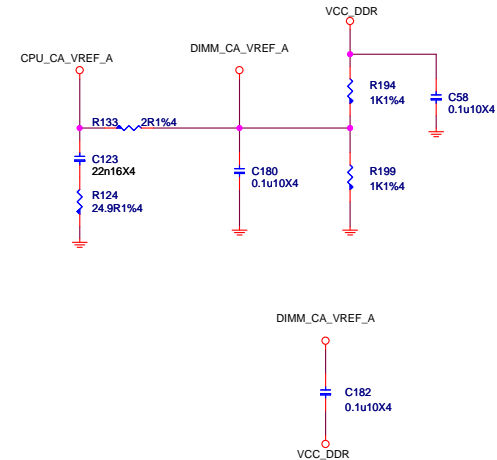 VCC_DDR
DIMM_CA_VREF_A
CPU_CA_VREF_A
R194
1K1%4
C58
0.1u10X4
R133
2R1%4
C123
22n16X4
C180
0.1u10X4
R199
1K1%4
R124
24.9R1%4
DIMM_CA_VREF_A
C182
0.1u10X4
VCC_DDR